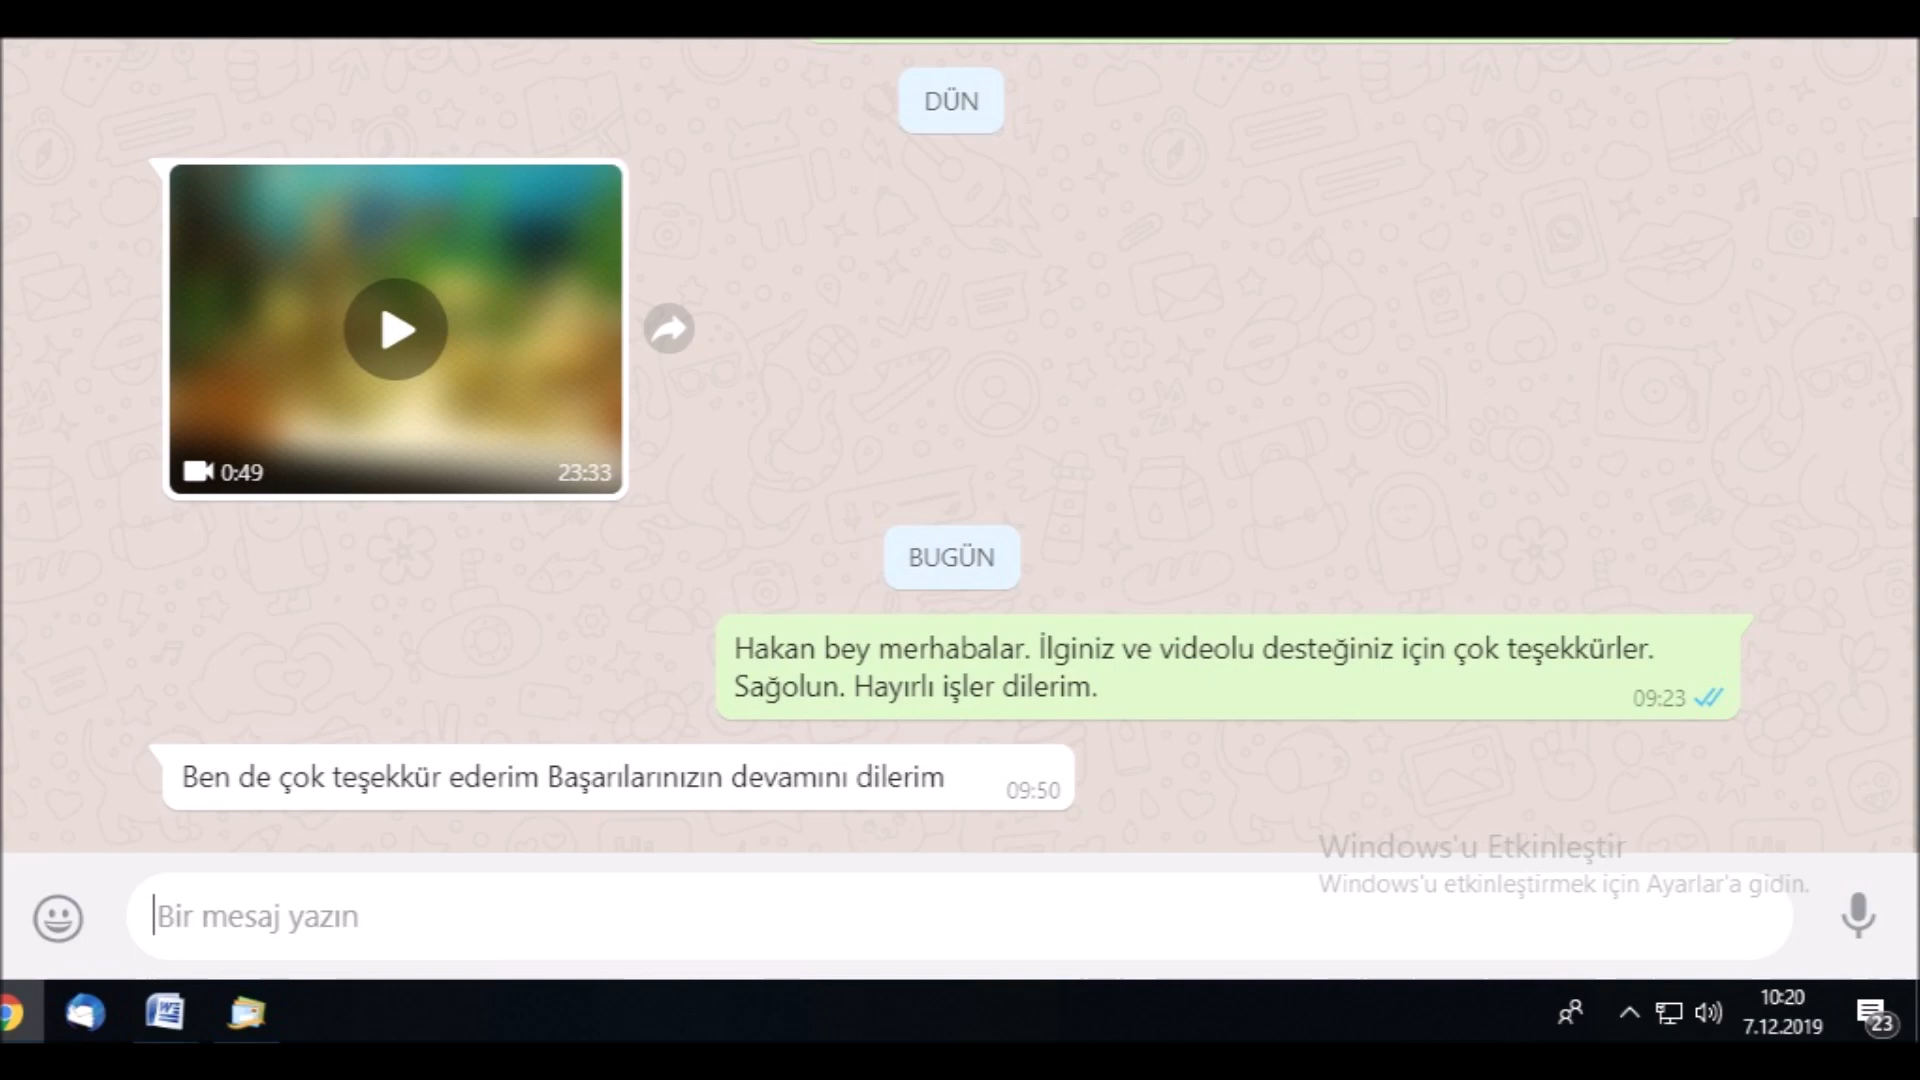 DÜN
0:49 23:33
BUGÜN
Hakan bey merhabalar. İlginiz ve videolu desteğiniz için çok teşekkürler.
Sağolun. Hayırlı işler dilerim.
09:23
Ben de çok teşekkür ederim Başarılarınızın devamını dilerim
09:50
Windows'u Etkinleştir
Windows'u etkinleştirmek için Ayarlar'a gidin.
Bir mesaj yazın
10:20
7.12.2019
23